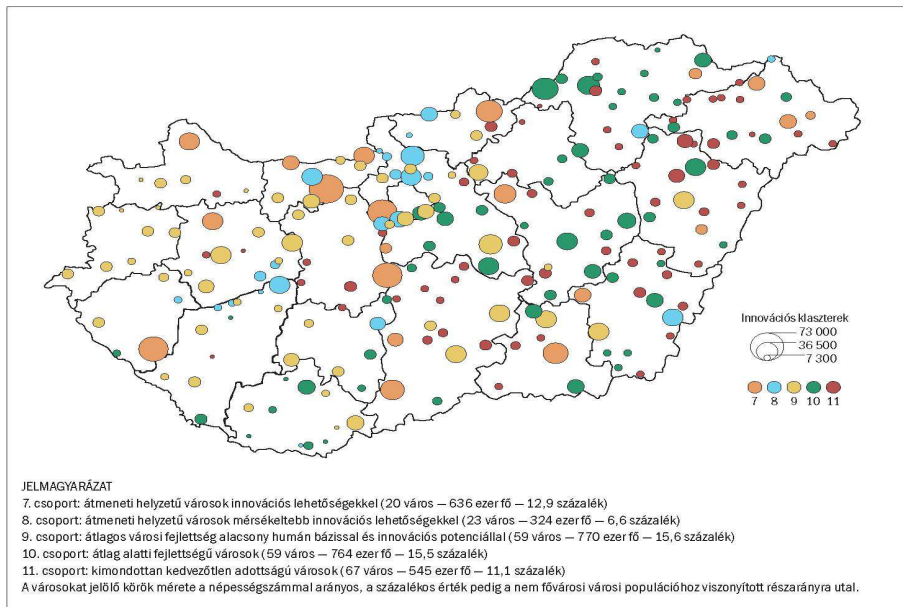 Innovációs klaszterek
73 000
36 500
7 300
7 8 9 10 11
JELMAGYARÁZAT
7. csoport: átmeneti helyzetű városok innovációs lehetőségekkel (20 város — 636 ezer fő — 12,9 százalék)
8. csoport: átmeneti helyzetű városok mérsékeltebb innovációs lehetőségekkel (23 város — 324 ezer fő — 6,6 százalék)
9. csoport: átlagos városi fejlettség alacsony humán bázissal és innovációs potenciállal (59 város — 770 ezer fő — 15,6 százalék)
10. csoport: átlag alatti fejlettségű városok (59 város — 764 ezer fő — 15,5 százalék)
11. csoport: kimondottan kedvezőtlen adottságú városok (67 város — 545 ezer fő — 11,1 százalék)
A városokat jelölő körök mérete a népességszámmal arányos, a százalékos érték pedig a nem fővárosi városi populációhoz viszonyított részarányra utal.